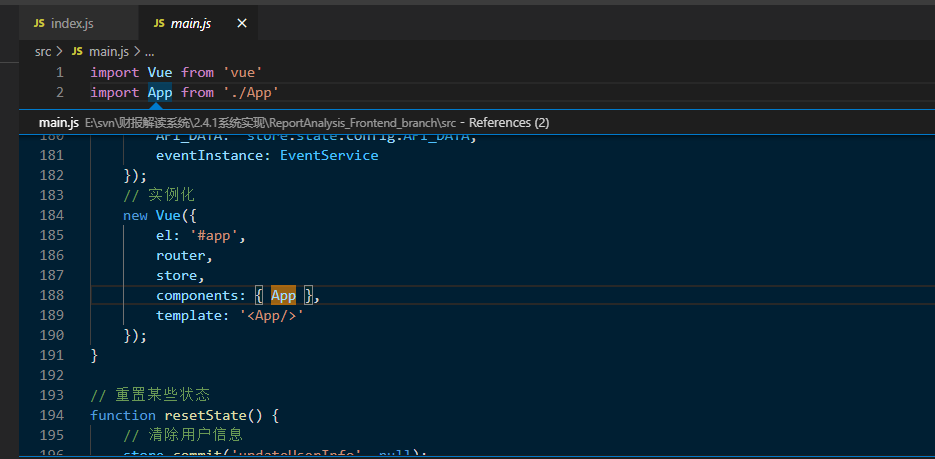 JS index.js
JS main.js ×
src > JS main.js > ...
1 import Vue from 'vue'
2 import App from './App'
main.js E:\svn\财报解读系统\2.4.1系统实现\ReportAnalysis_Frontend_branch\src - References (2)
180 API_DATA: store.state.config.API_DATA,
181 eventInstance: EventService
182 });
183 // 实例化
184 new Vue({
185 el: '#app',
186 router,
187 store,
188 components: { App },
189 template: '<App/>'
190 });
191 }
192
193 // 重置某些状态
194 function resetState() {
195 // 清除用户信息
196 store.commit('updateUserInfo', null);